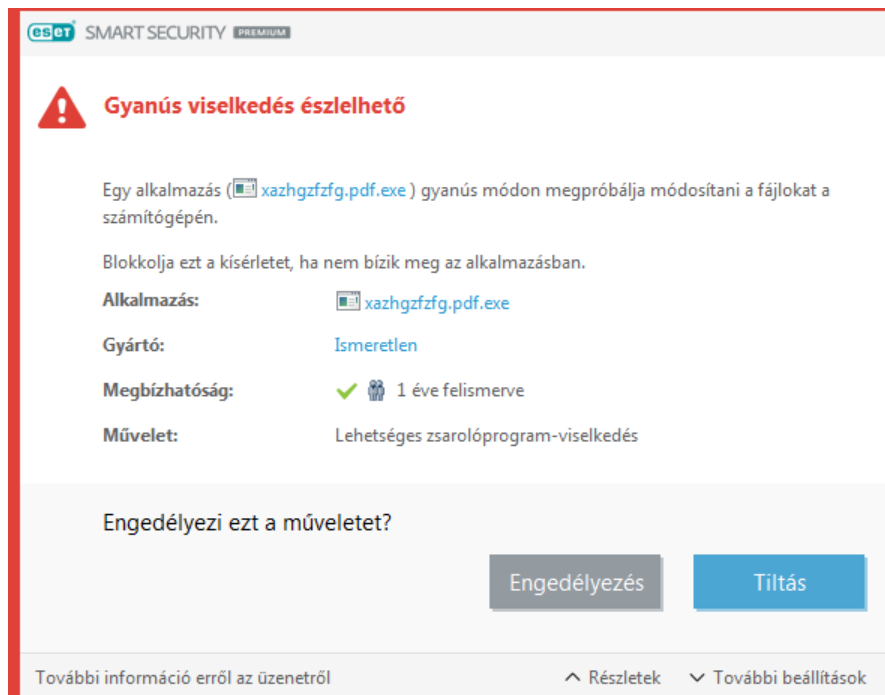 eset SMART SECURITY PREMIUM
Gyanús viselkedés észlelhető
Egy alkalmazás ( xazhgzfzfg.pdf.exe ) gyanús módon megpróbálja módosítani a fájlokat a
számítógépén.
Blokkolja ezt a kísérletet, ha nem bízik meg az alkalmazásban.
Alkalmazás: xazhgzfzfg.pdf.exe
Gyártó: Ismeretlen
Megbízhatóság: 1 éve felismerve
Művelet: Lehetséges zsarolóprogram-viselkedés
Engedélyezi ezt a műveletet?
Engedélyezés Tiltás
További információ erről az üzenetről Részletek További beállítások